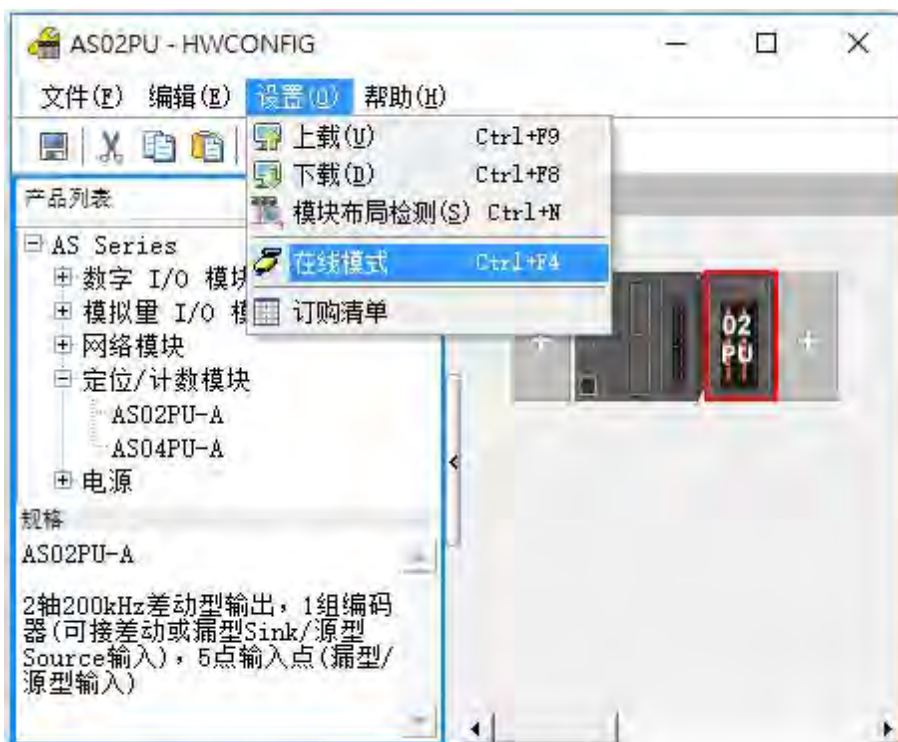 AS02PU - HWCONFIG
文件(F) 编辑(E) 设置(O) 帮助(H)
上载(U) Ctrl+F9
下载(D) Ctrl+F8
模块布局检测(S) Ctrl+N
在线模式 Ctrl+F4
订购清单
产品列表
AS Series
数字 I/O 模块
模拟量 I/O 模
网络模块
定位/计数模块
AS02PU-A
AS04PU-A
电源
02
PU
规格
AS02PU-A
2轴200kHz差动型输出，1组编码
器(可接差动或漏型Sink/源型
Source输入)，5点输入点(漏型/
源型输入)